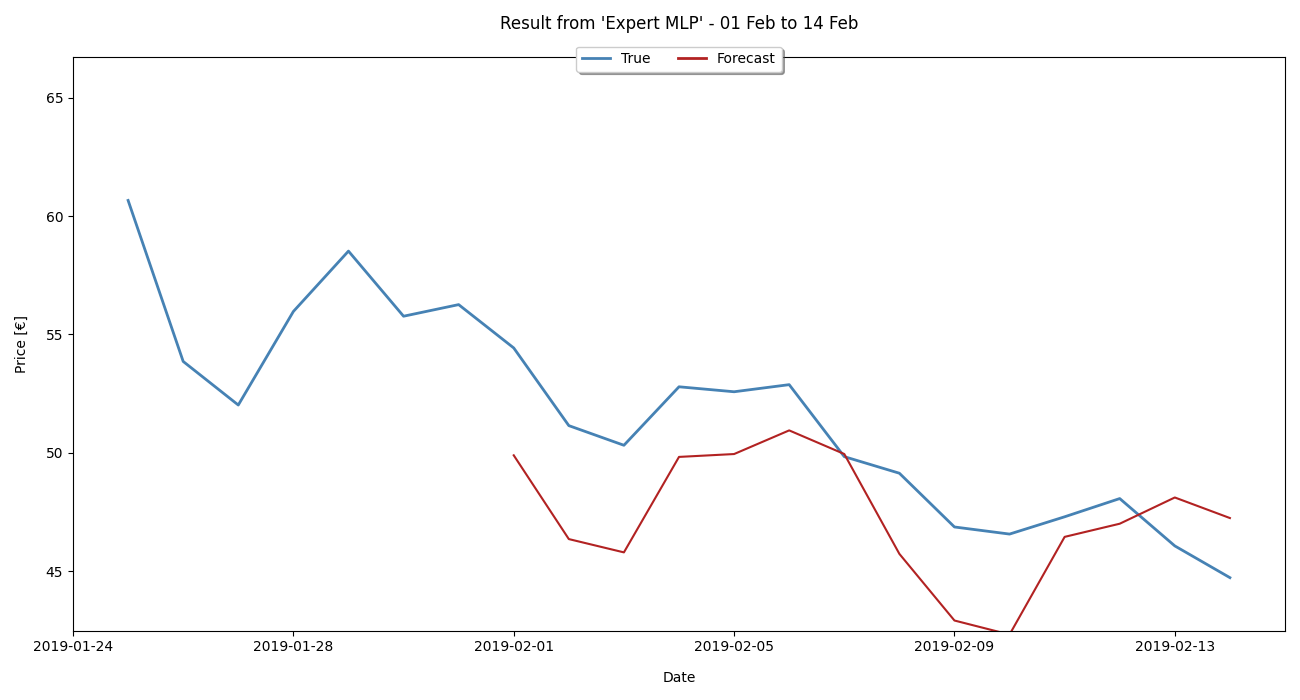 Result from 'Expert MLP' - 01 Feb to 14 Feb
True Forecast
65
60
55
50
45
Price [€]
2019-01-24 2019-01-28 2019-02-01 2019-02-05 2019-02-09 2019-02-13
Date